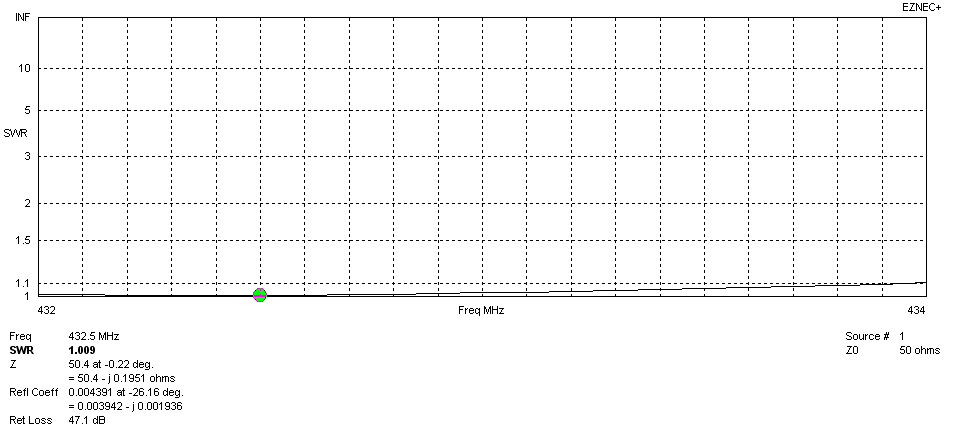 EZNEC+
INF
10
5
SWR
3
2
1.5
1.1
1
432 Freq MHz 434
Freq 432.5 MHz Source # 1
SWR 1.009 Z0 50 ohms
Z 50.4 at -0.22 deg.
= 50.4 - j 0.1951 ohms
Refl Coeff 0.004391 at -26.16 deg.
= 0.003942 - j 0.001936
Ret Loss 47.1 dB